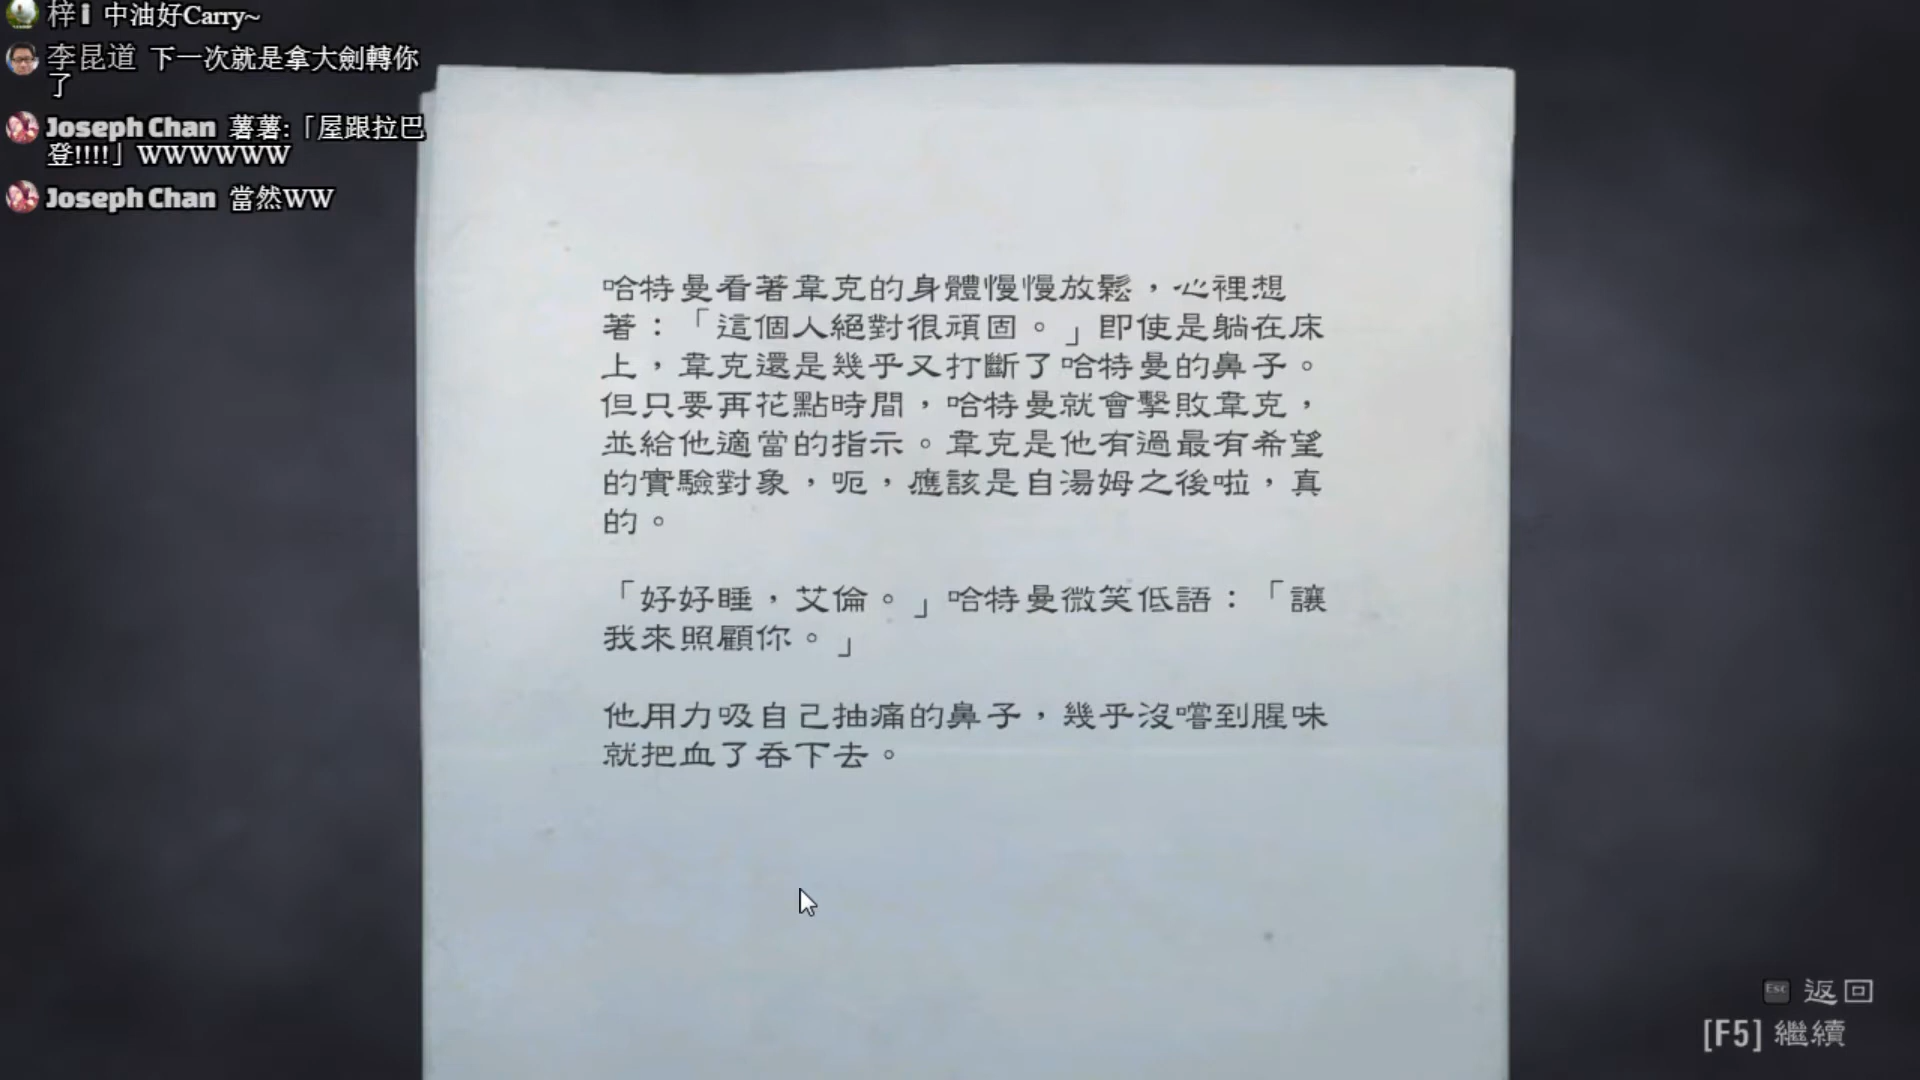 梓i 中油好Carry~
李昆道 下一次就是拿大劍轉你
了
Joseph Chan 薯薯:「屋跟拉巴
登!!!!」WWWWWW
Joseph Chan 當然WW
哈特曼看著韋克的身體慢慢放鬆，心裡想
著：「這個人絕對很頑固。」即使是躺在床
上，韋克還是幾乎又打斷了哈特曼的鼻子。
但只要再花點時間，哈特曼就會擊敗韋克，
並給他適當的指示。韋克是他有過最有希望
的實驗對象，呃，應該是自湯姆之後啦，真
的。
「好好睡，艾倫。」哈特曼微笑低語：「讓
我來照顧你。」
他用力吸自己抽痛的鼻子，幾乎沒嚐到腥味
就把血了吞下去。
Esc 返回
[F5] 繼續